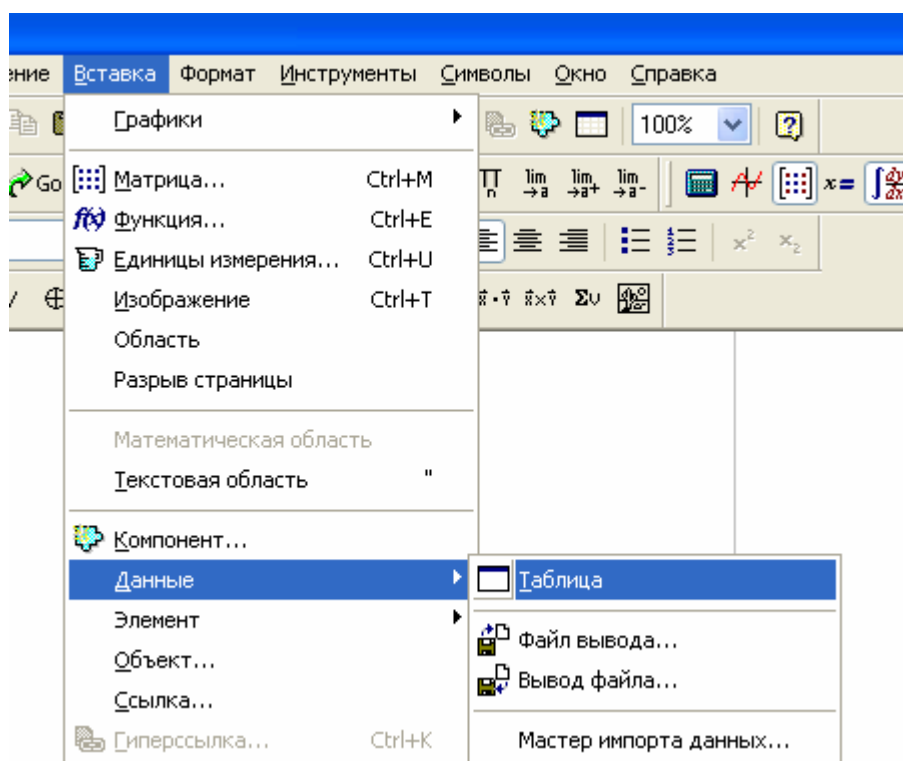 ение Вставка Формат Инструменты Символы Окно Справка
Графики
100%
Go
Матрица... Ctrl+M
Функция... Ctrl+E
Единицы измерения... Ctrl+U
Изображение Ctrl+T
Область
Разрыв страницы
Математическая область
Текстовая область "
Компонент...
Данные
Таблица
Элемент
Файл вывода...
Объект...
Вывод файла...
Ссылка...
Гиперссылка... Ctrl+K
Мастер импорта данных...